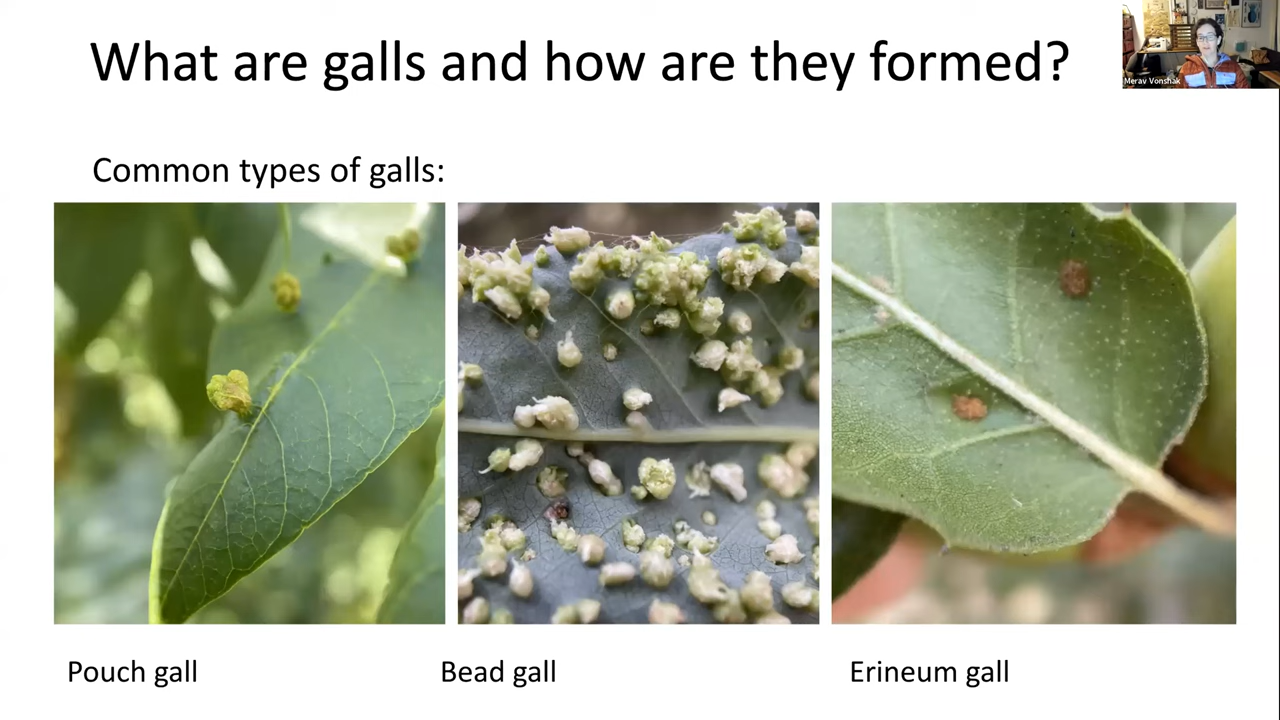 What are galls and how are they formed?
Merav Vonshak
Common types of galls:
Pouch gall
Bead gall
Erineum gall